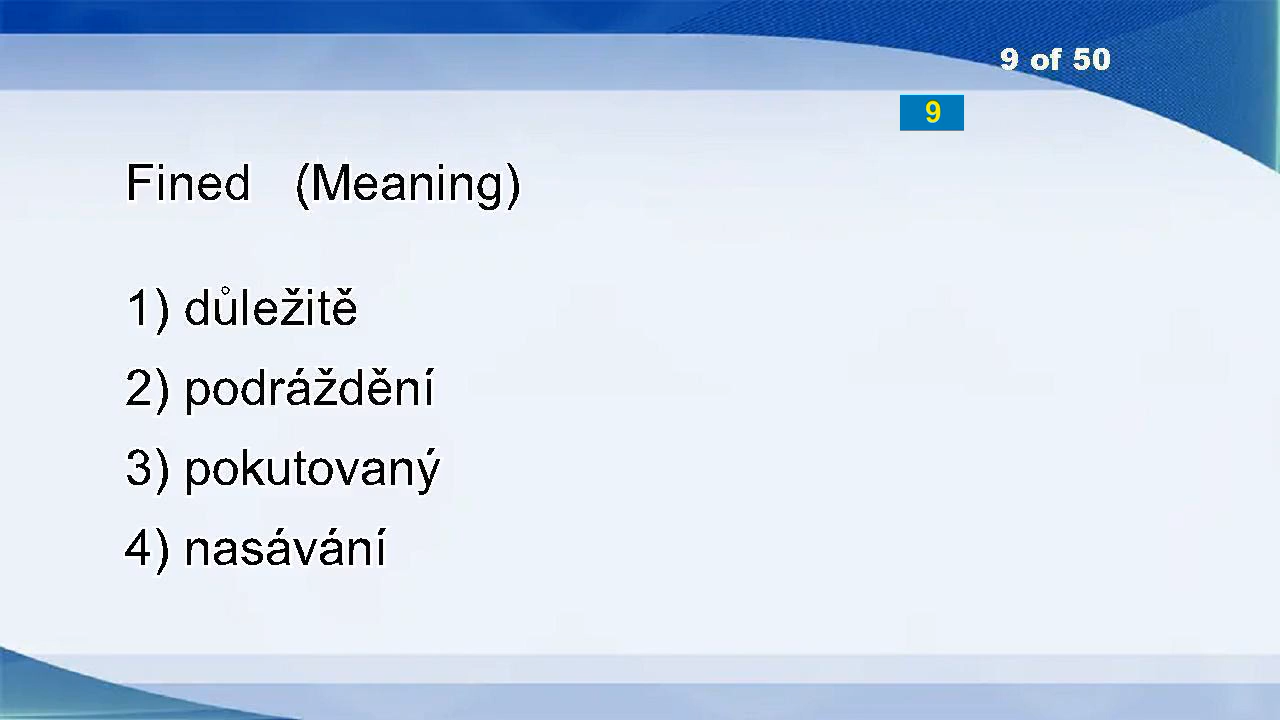 9 of 50
9
Fined (Meaning)
1) důležitě
2) podráždění
3) pokutovaný
4) nasávání